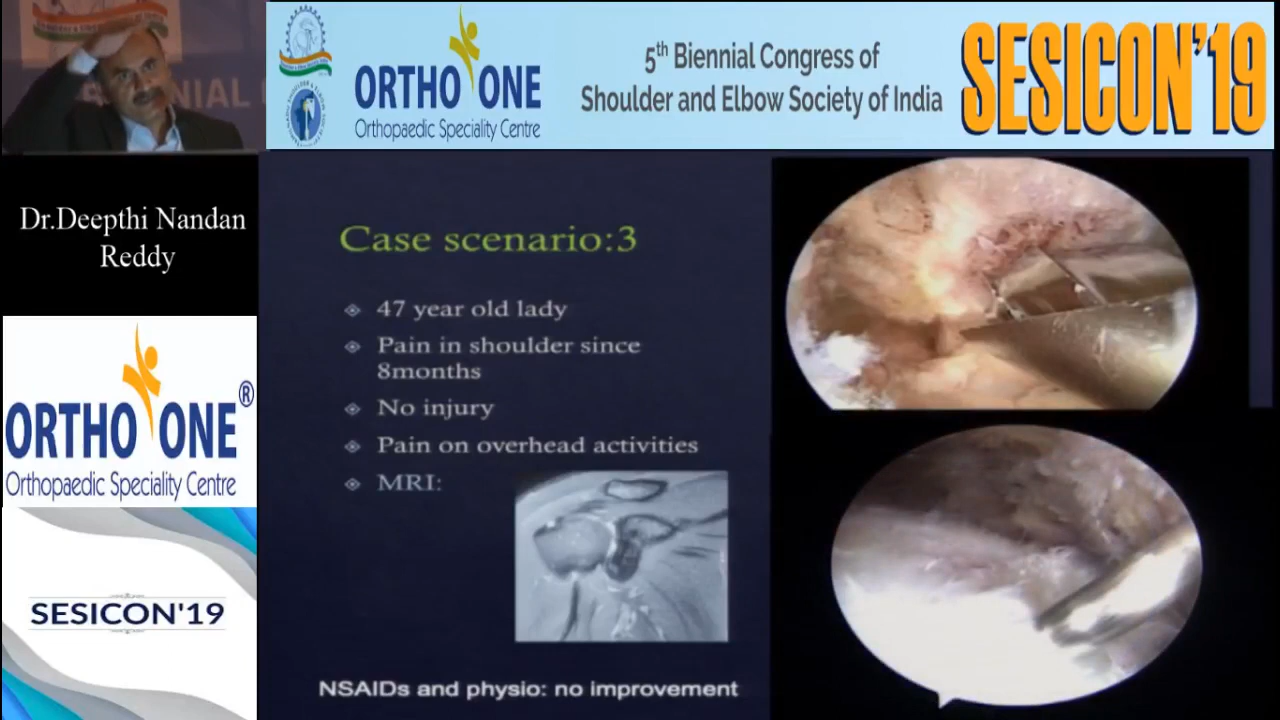 ENNIAL
ORTHO ONE
Orthopaedic Speciality Centre
5th Biennial Congress of
Shoulder and Elbow Society of India
SESICON'19
Dr.Deepthi Nandan
Reddy
ORTHO ONE®
Orthopaedic Speciality Centre
SESICON'19
Case scenario:3
47 year old lady
Pain in shoulder since
8months
No injury
Pain on overhead activities
MRI:
NSAIDs and physio: no improvement